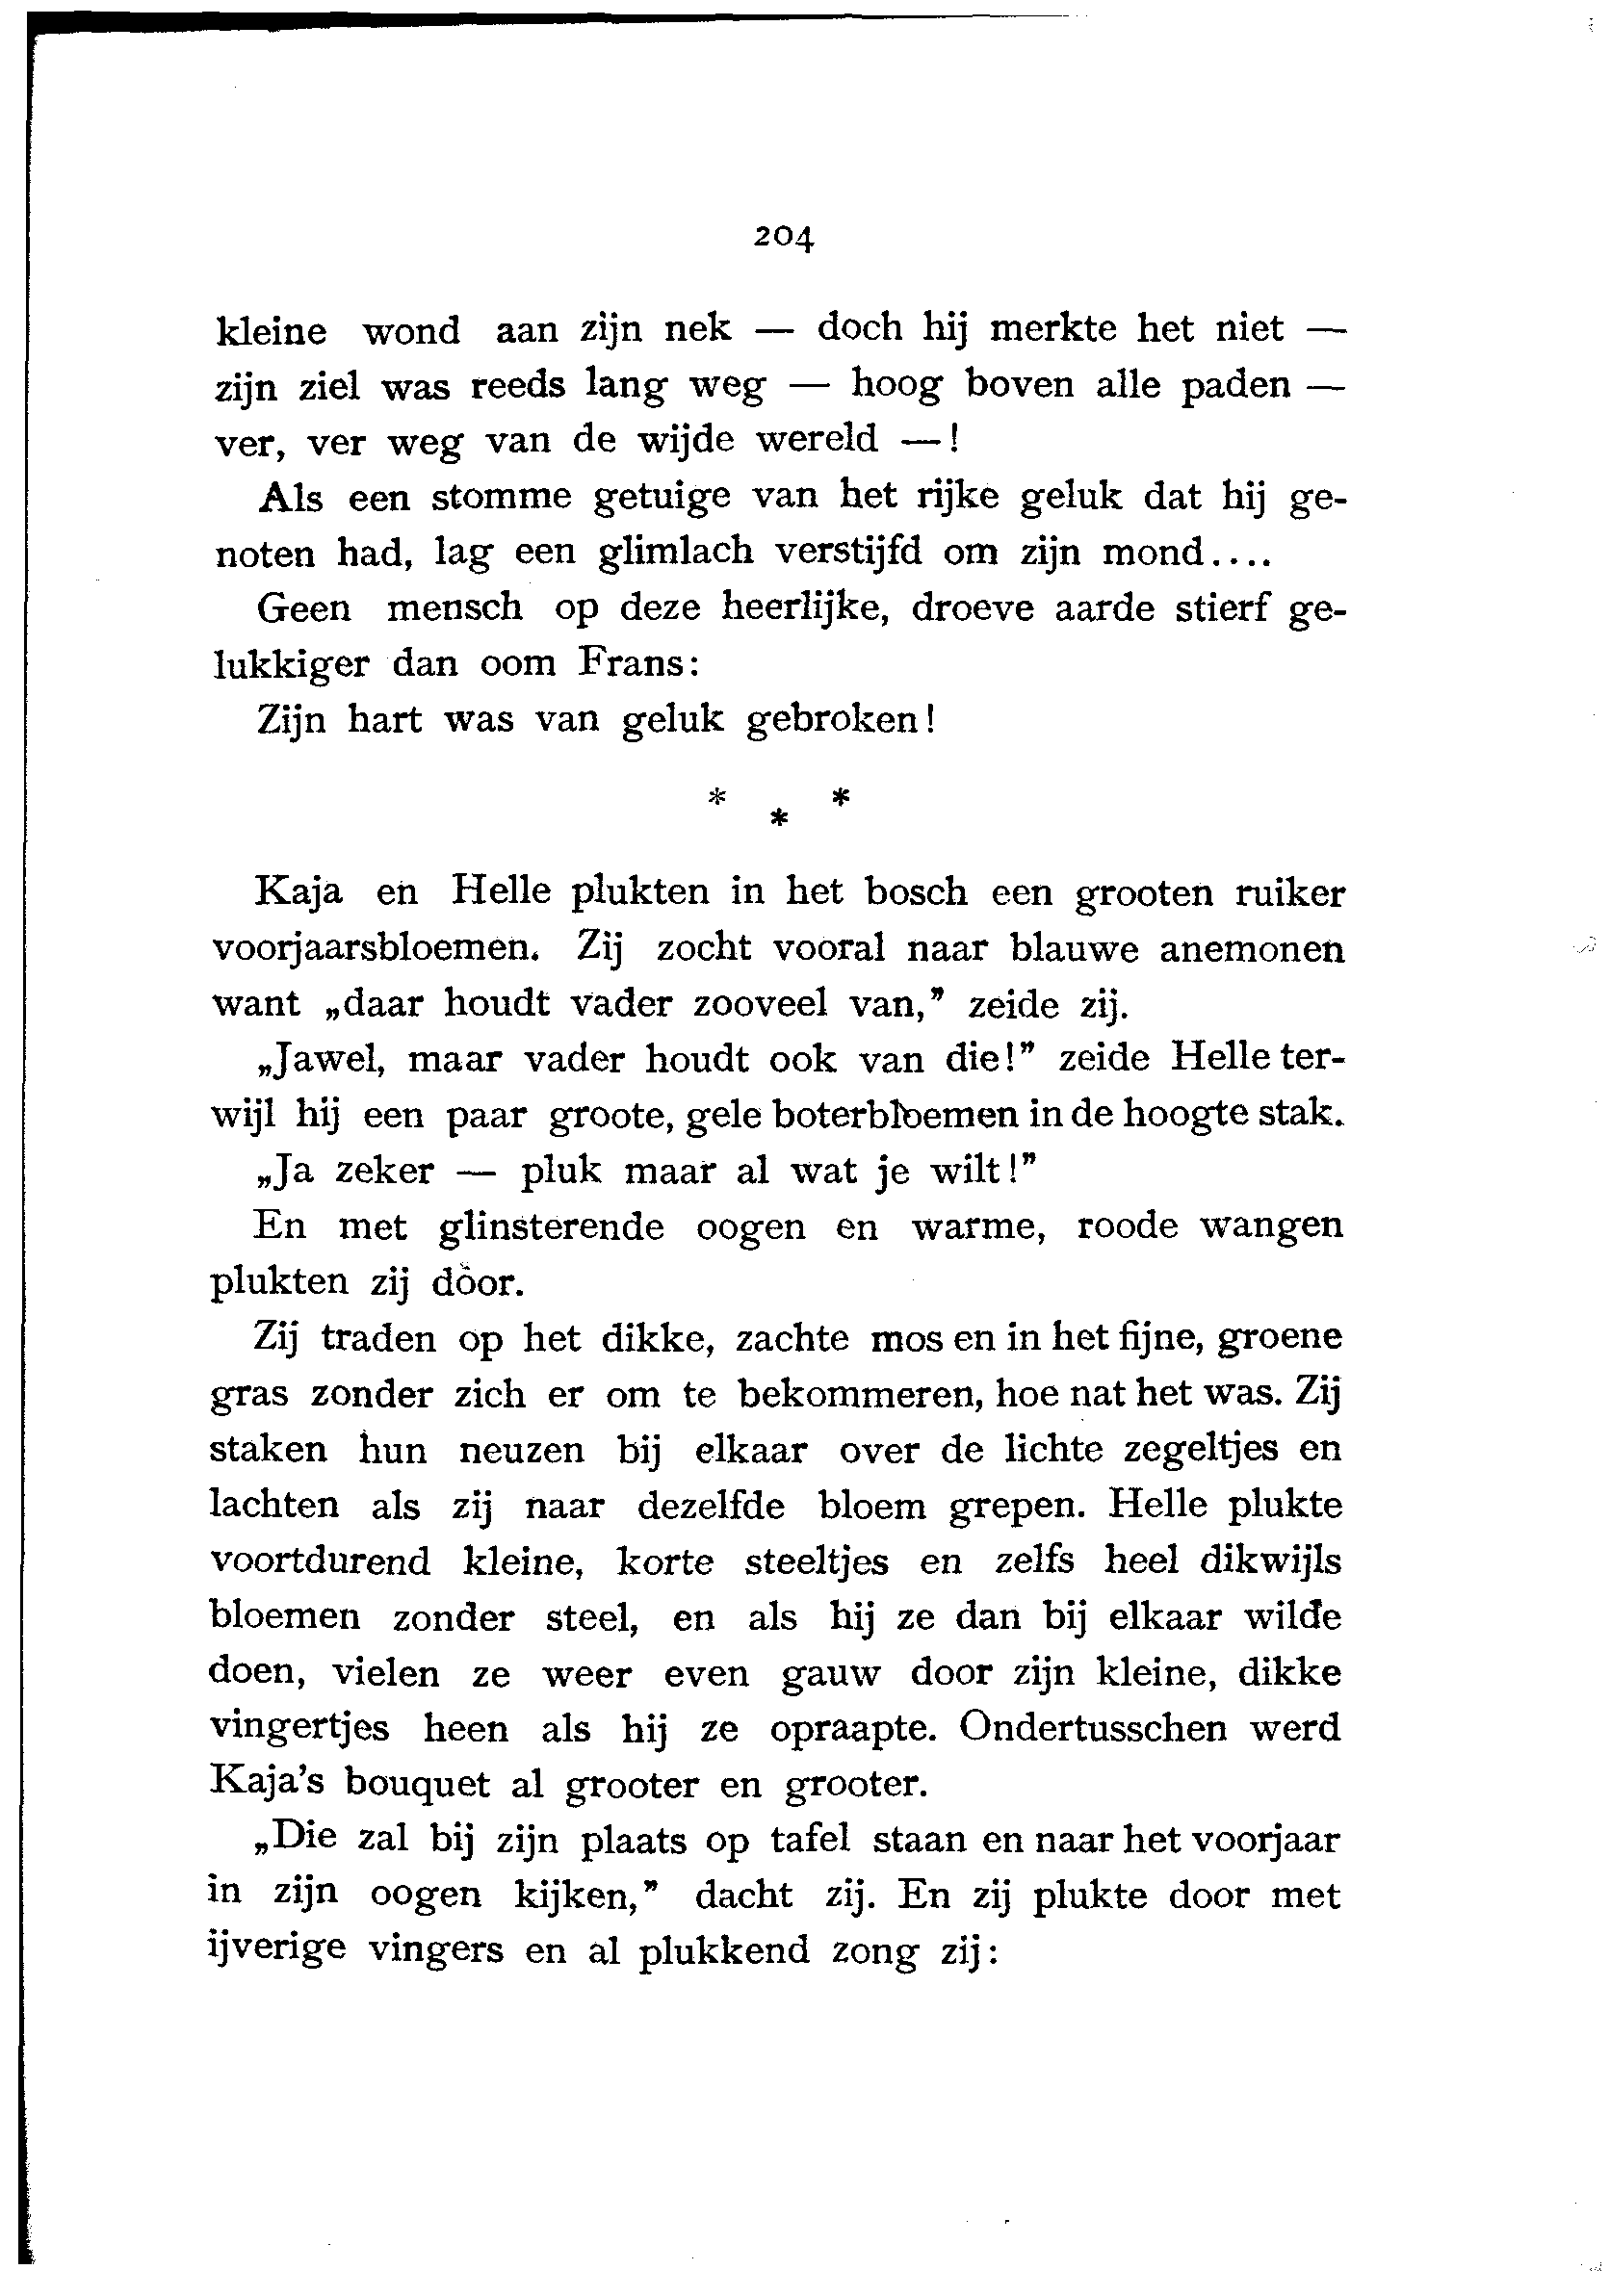 204
kleine wond aan zijn nek — doch hij merkte het niet —
zijn ziel was reeds lang weg — hoog boven alle paden —
ver, ver weg van de wijde wereld —!
Als een stomme getuige van het rijke geluk dat hij ge-
noten had, lag een glimlach verstijfd om zijn mond....
Geen mensch op deze heerlijke, droeve aarde stierf ge-
lukkiger dan oom Frans:
Zijn hart was van geluk gebroken!
* * *
Kaja en Helle plukten in het bosch een grooten ruiker
voorjaarsbloemen. Zij zocht vooral naar blauwe anemonen
want „daar houdt vader zooveel van,” zeide zij.
„Jawel, maar vader houdt ook van die!” zeide Helle ter-
wijl hij een paar groote, gele boterbloemen in de hoogte stak.
„Ja zeker — pluk maar al wat je wilt!”
En met glinsterende oogen en warme, roode wangen
plukten zij door.
Zij traden op het dikke, zachte mos en in het fijne, groene
gras zonder zich er om te bekommeren, hoe nat het was. Zij
staken hun neuzen bij elkaar over de lichte zegeltjes en
lachten als zij naar dezelfde bloem grepen. Helle plukte
voortdurend kleine, korte steeltjes en zelfs heel dikwijls
bloemen zonder steel, en als hij ze dan bij elkaar wilde
doen, vielen ze weer even gauw door zijn kleine, dikke
vingertjes heen als hij ze opraapte. Ondertusschen werd
Kaja's bouquet al grooter en grooter.
„Die zal bij zijn plaats op tafel staan en naar het voorjaar
in zijn oogen kijken,” dacht zij. En zij plukte door met
ijverige vingers en al plukkend zong zij: